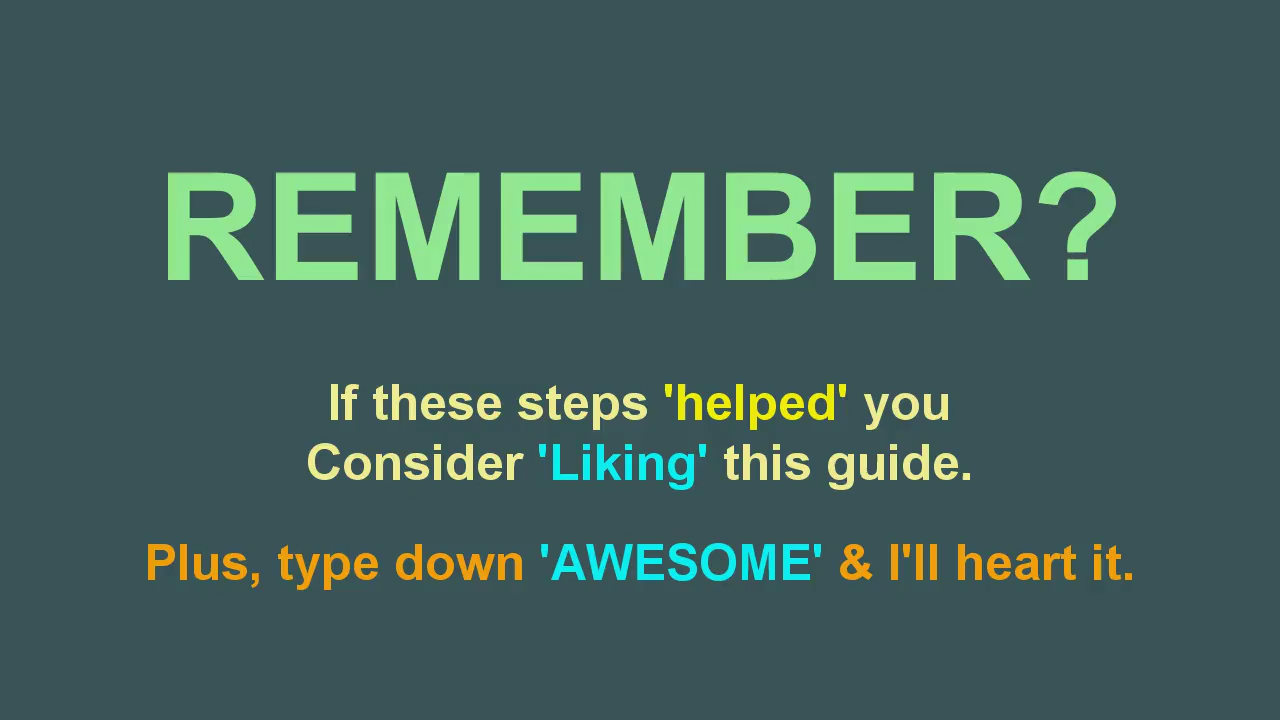 REMEMBER?
If these steps 'helped' you
Consider 'Liking' this guide.
Plus, type down 'AWESOME' & I'll heart it.